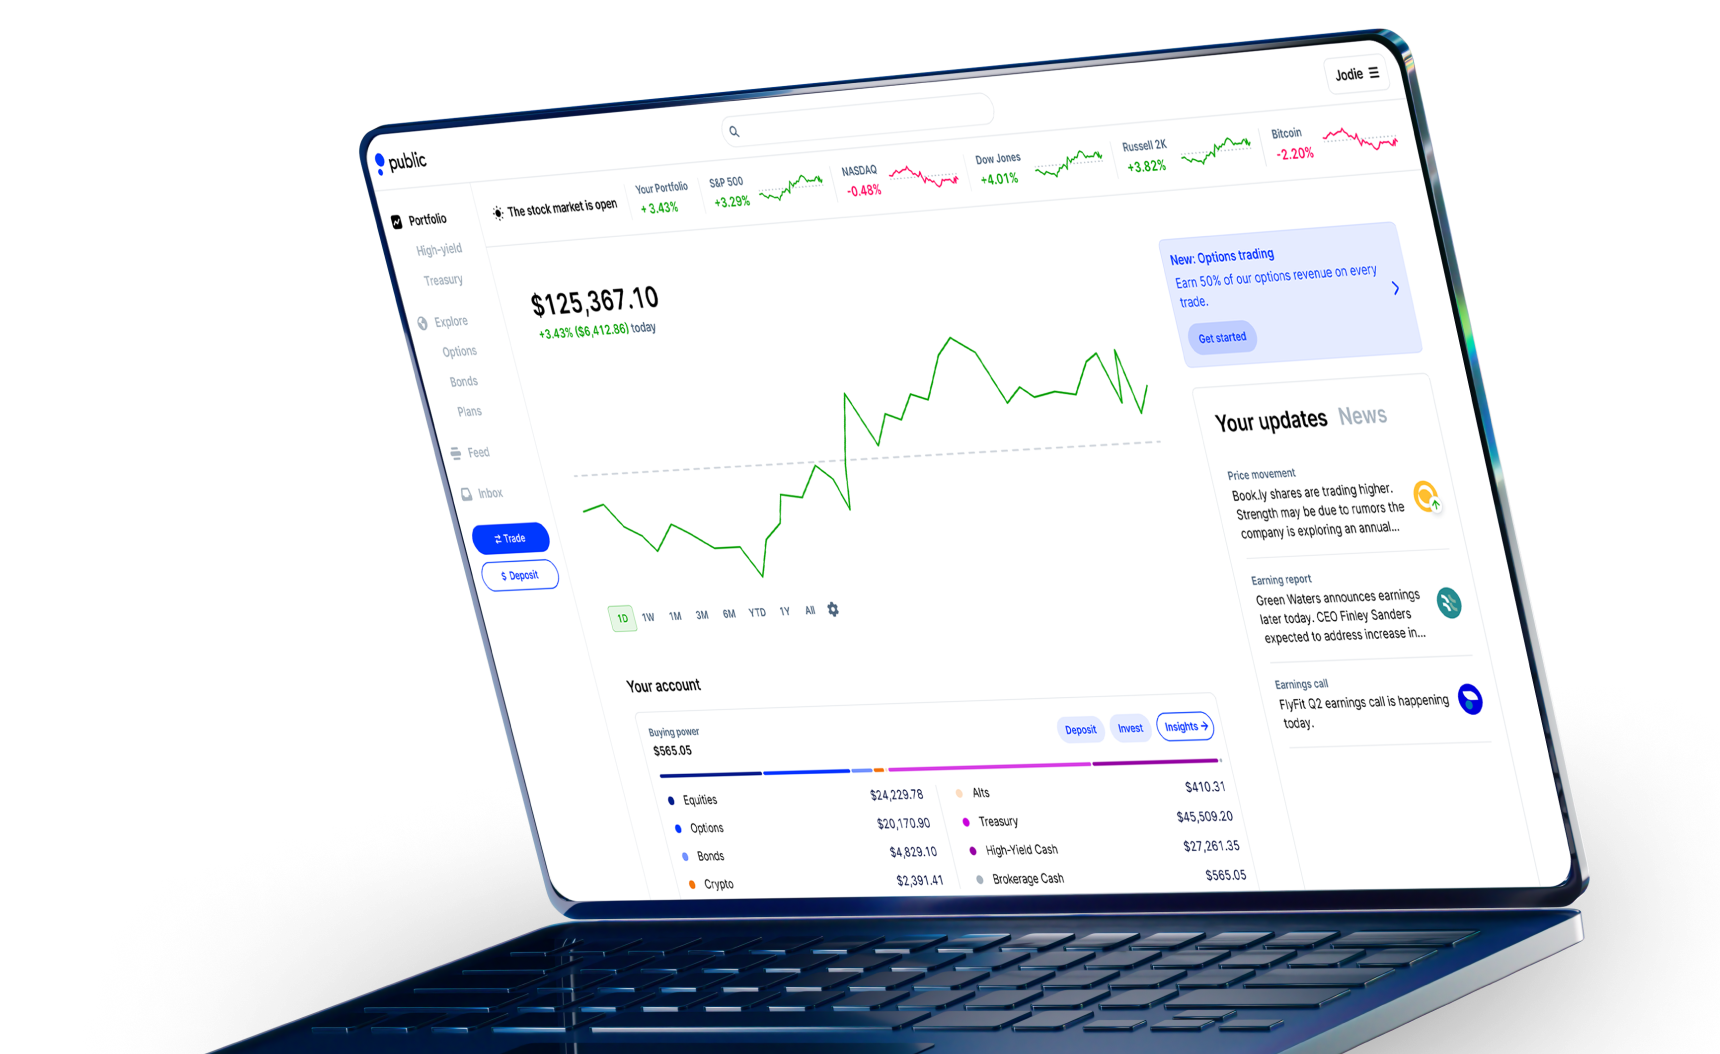 public
Jodie
The stock market is open
Your Portfolio
+ 3.43%
S&P 500
+3.29%
NASDAQ
-0.48%
Dow Jones
+4.01%
Russell 2K
+3.82%
Bitcoin
-2.20%
Portfolio
High-yield
Treasury
Explore
Options
Bonds
Plans
Feed
Inbox
Trade
$ Deposit
$125,367.10
+3.43% ($6,412.86) today
1D 1W 1M 3M 6M YTD 1Y All
New: Options trading
Earn 50% of our options revenue on every
trade.
Get started
Your updates News
Price movement
Book.ly shares are trading higher.
Strength may be due to rumors the
company is exploring an annual...
Earning report
Green Waters announces earnings
later today. CEO Finley Sanders
expected to address increase in...
Earnings call
FlyFit Q2 earnings call is happening
today.
Your account
Buying power
$565.05
Deposit
Invest
Insights →
Equities $24,229.78
Options $20,170.90
Bonds $4,829.10
Crypto $2,391.41
Alts $410.31
Treasury $45,509.20
High-Yield Cash $27,261.35
Brokerage Cash $565.05